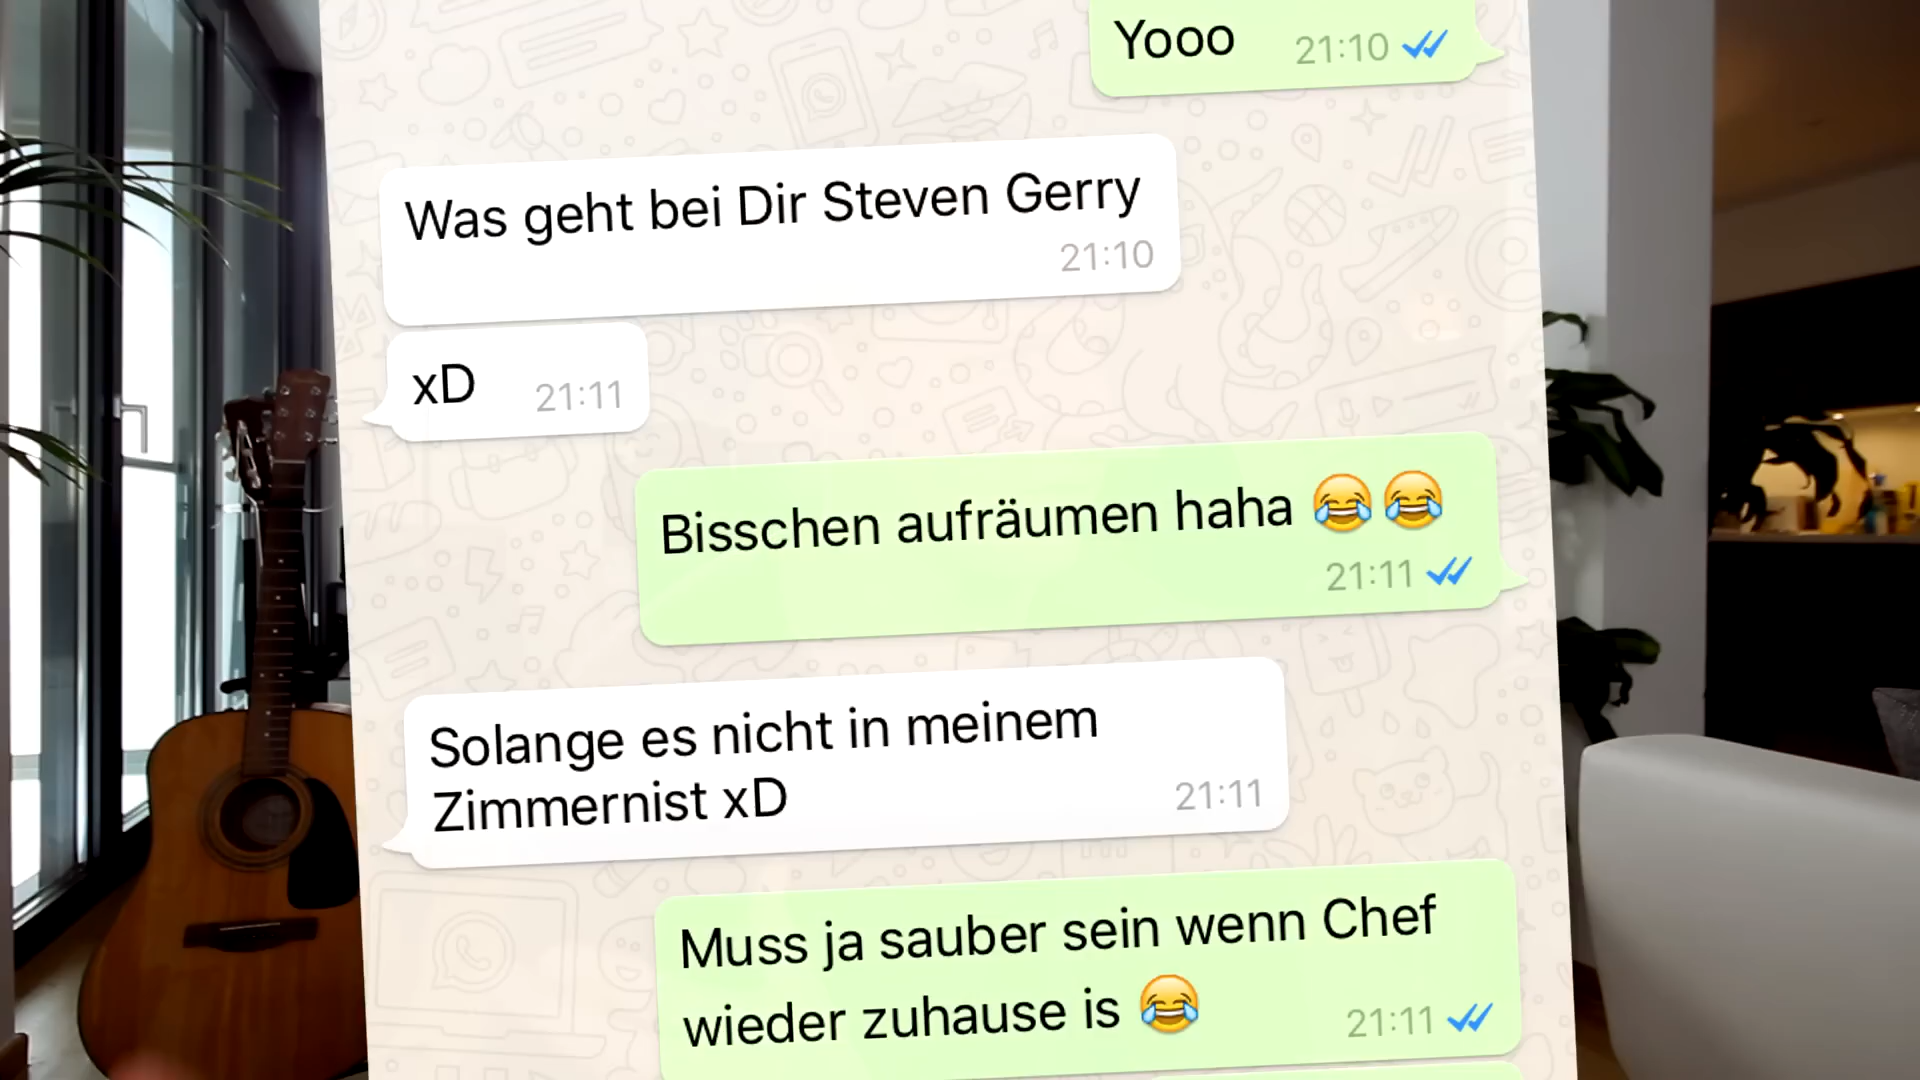 Yooo 21:10
Was geht bei Dir Steven Gerry
21:10
xD 21:11
Bisschen aufräumen haha 😂😂
21:11
Solange es nicht in meinem
Zimmernist xD 21:11
Muss ja sauber sein wenn Chef
wieder zuhause is 😂 21:11